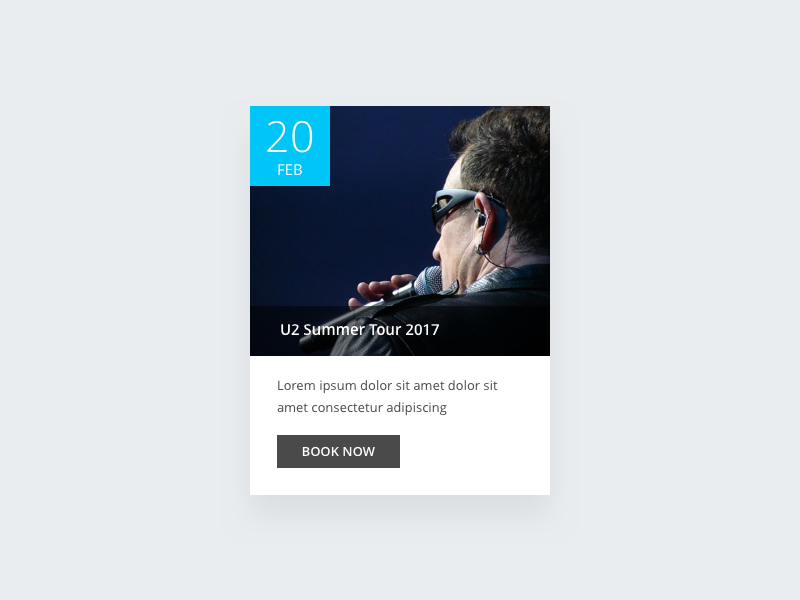 20
FEB
U2 Summer Tour 2017
Lorem ipsum dolor sit amet dolor sit
amet consectetur adipiscing
BOOK NOW